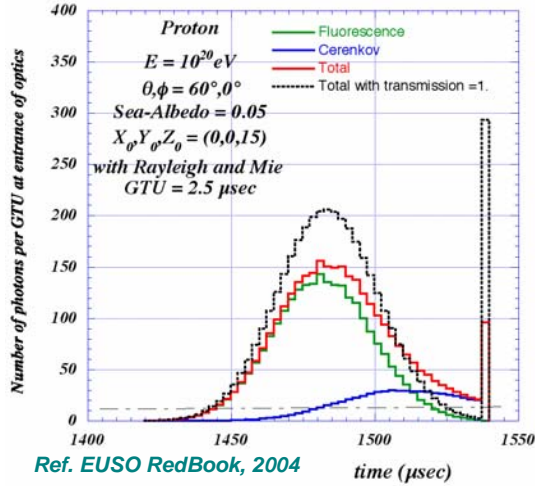 400
350
300
250
200
150
100
50
0
Number of photons per GTU at entrance of optics
Proton
E = 10²⁰eV
θ,ϕ = 60°,0°
Sea-Albedo = 0.05
X₀,Y₀,Z₀ = (0,0,15)
with Rayleigh and Mie
GTU = 2.5 μsec
Fluorescence
Cerenkov
Total
Total with transmission =1.
1400
1450
1500
1550
Ref. EUSO RedBook, 2004
time (μsec)